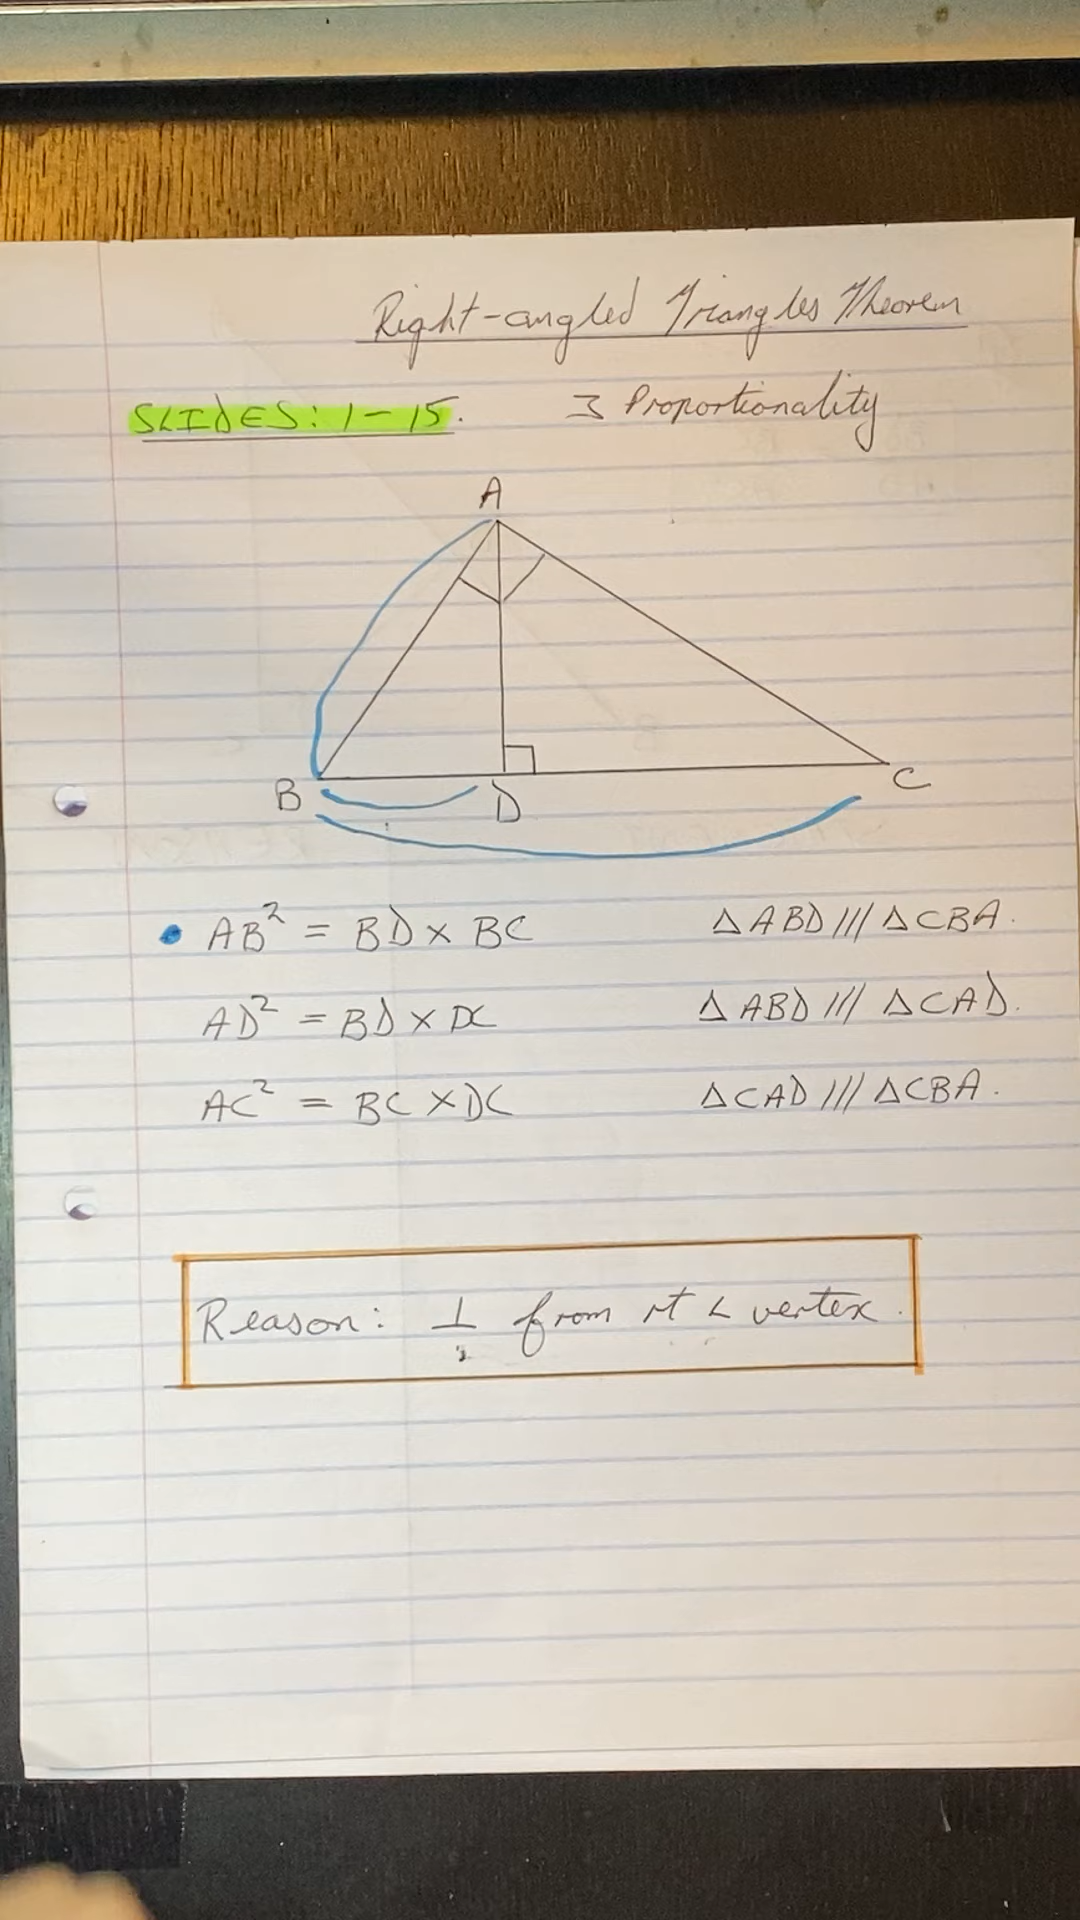 Right-angled Triangles Theorem
SLIDES: 1-15. 3 Proportionality
A
B D C
• AB² = BD × BC △ABD /// △CBA.
AD² = BD × DC △ABD /// △CAD.
AC² = BC × DC △CAD /// △CBA.
Reason: ⊥ from rt < vertex.